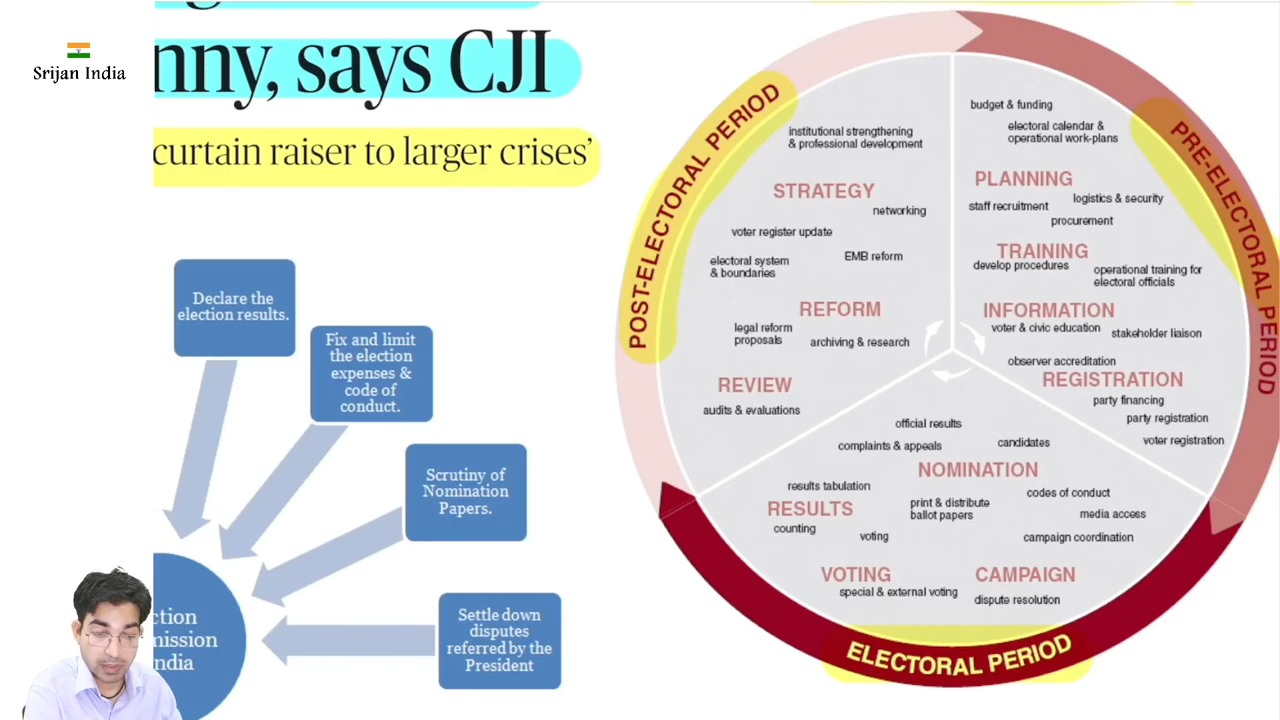 Srijan India
says CJI
curtain raiser to larger crises’
Declare the
election results.
Fix and limit
the election
expenses &
code of
conduct.
Scrutiny of
Nomination
Papers.
Settle down
disputes
referred by the
President
POST-ELECTORAL PERIOD
institutional strengthening
& professional development
STRATEGY
networking
voter register update
EMB reform
electoral system
& boundaries
REFORM
legal reform
proposals
archiving & research
REVIEW
audits & evaluations
PRE-ELECTORAL PERIOD
budget & funding
electoral calendar &
operational work-plans
PLANNING
logistics & security
staff recruitment
procurement
TRAINING
develop procedures
operational training for
electoral officials
INFORMATION
voter & civic education
stakeholder liaison
observer accreditation
REGISTRATION
party financing
party registration
voter registration
official results
complaints & appeals
candidates
NOMINATION
results tabulation
codes of conduct
print & distribute
ballot papers
RESULTS
media access
counting
voting
campaign coordination
VOTING
CAMPAIGN
special & external voting
dispute resolution
ELECTORAL PERIOD